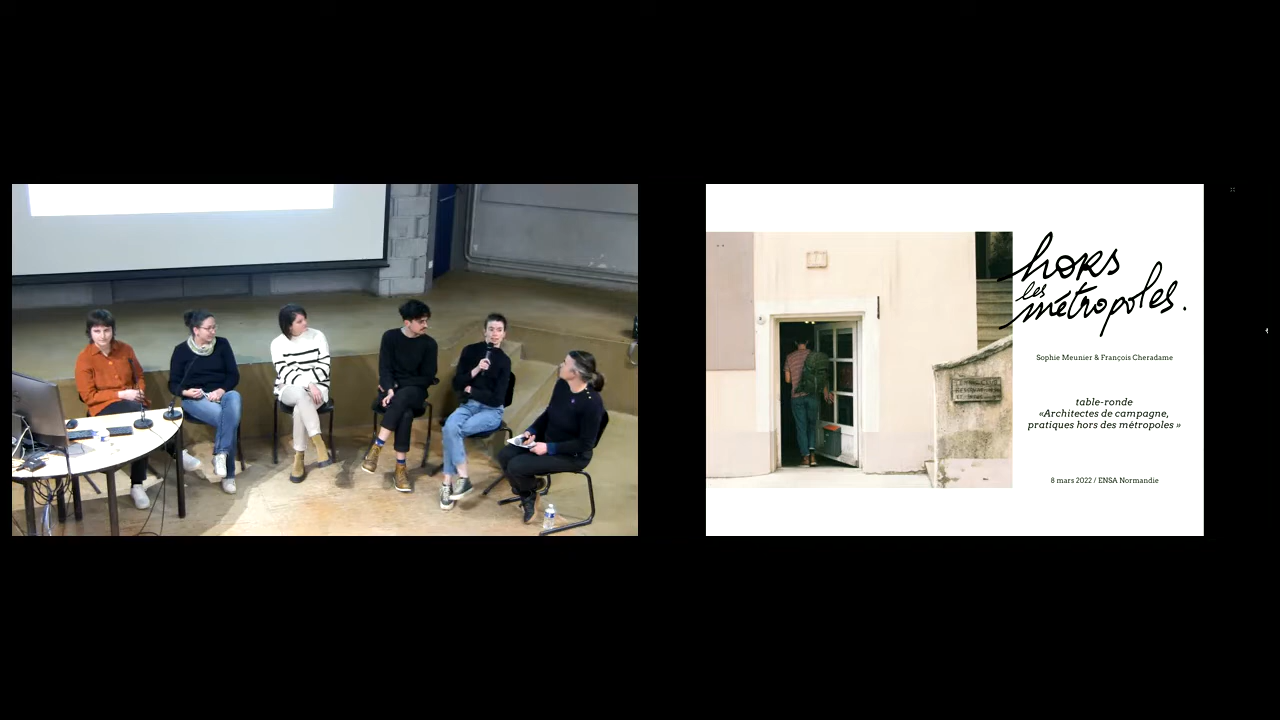 hors
les
métropoles.
Sophie Meunier & François Cheradame
table-ronde
«Architectes de campagne,
pratiques hors des métropoles »
8 mars 2022 / ENSA Normandie